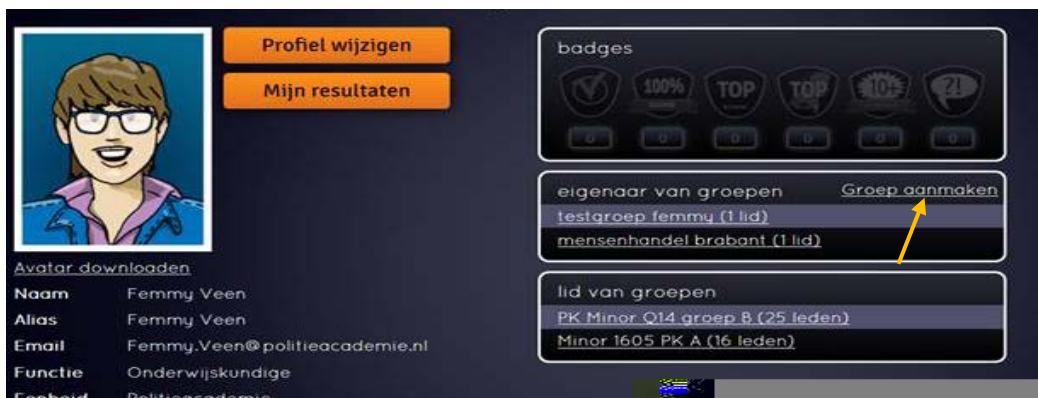 Profiel wijzigen
Mijn resultaten
Avatar downloaden
Naam Femmy Veen
Alias Femmy Veen
Email Femmy.Veen@politieacademie.nl
Functie Onderwijskundige
Eenheid Politieacademie
badges
100% TOP TOP 10+ ?!
0 0 0 0 0 0
eigenaar van groepen Groep aanmaken
testgroep femmy (1 lid)
mensenhandel brabant (1 lid)
lid van groepen
PK Minor Q14 groep B (25 leden)
Minor 1605 PK A (16 leden)